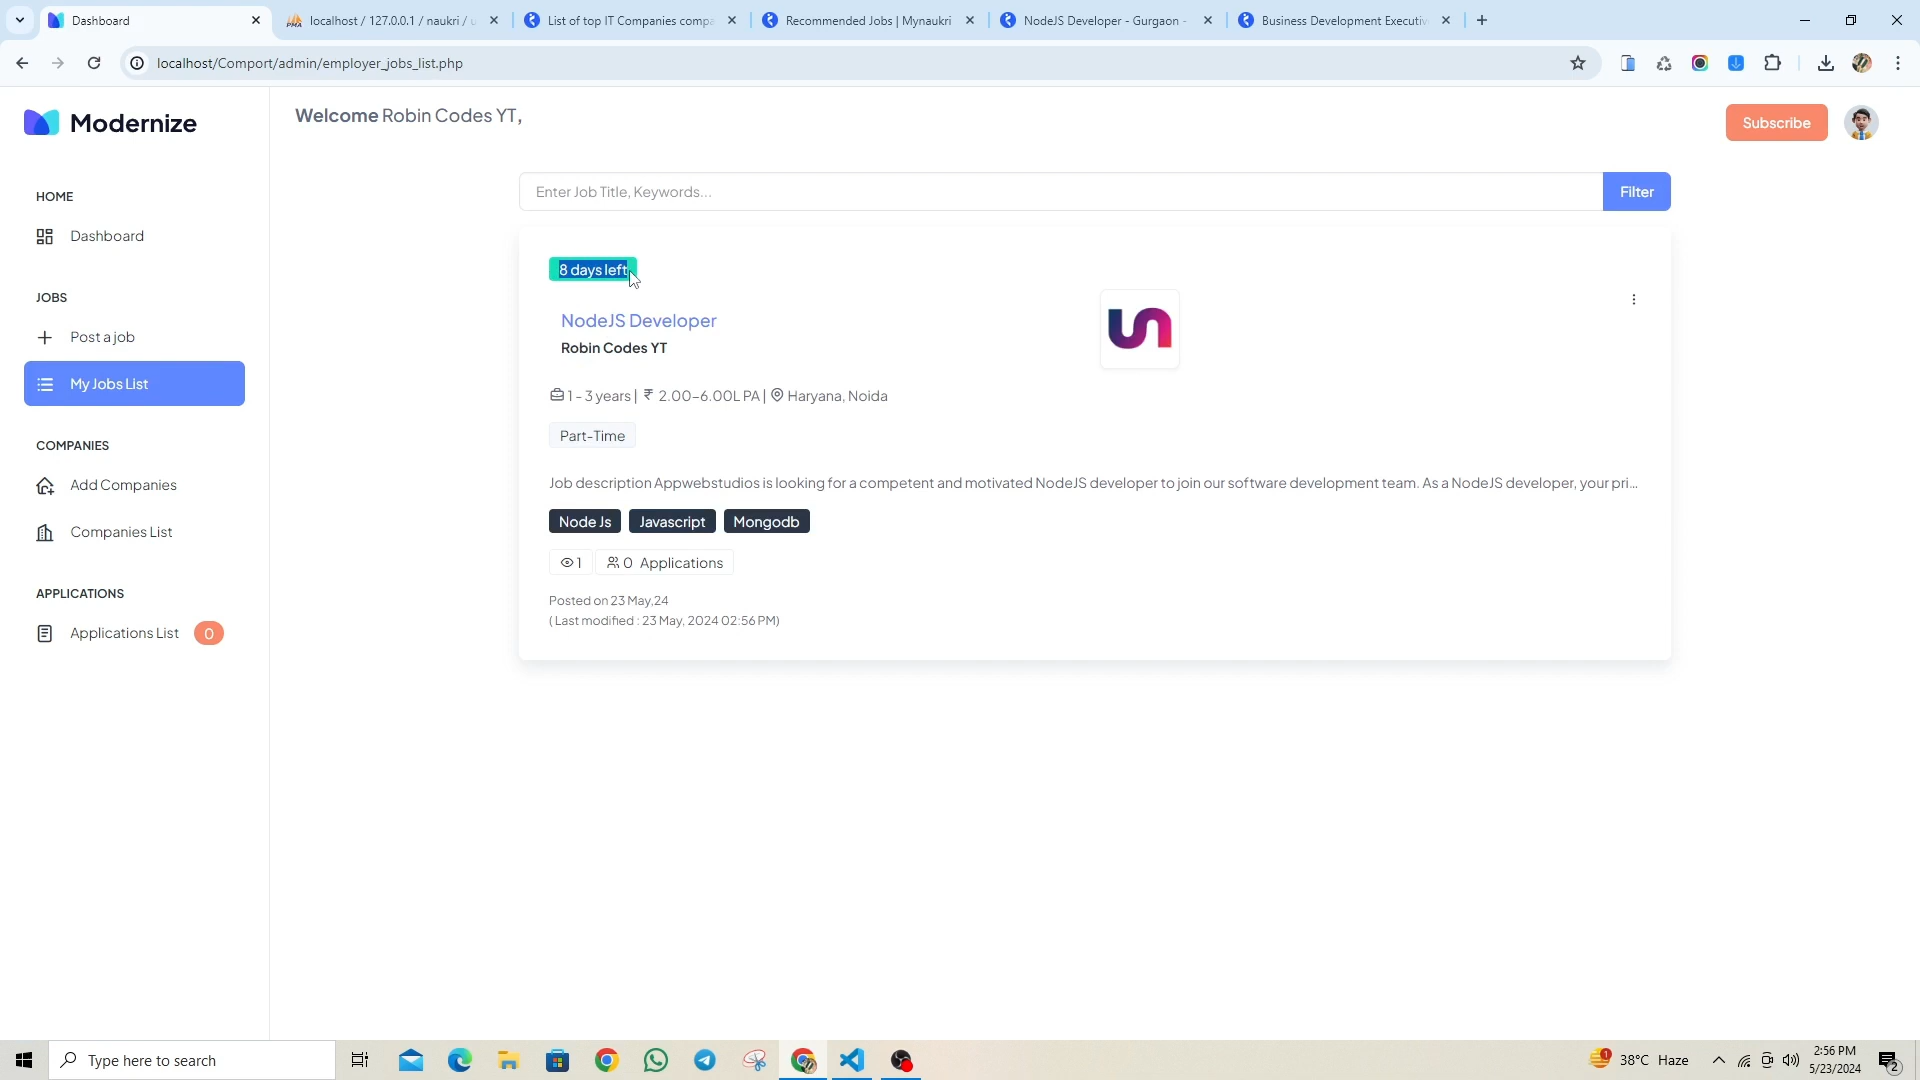 Dashboard
localhost / 127.0.0.1 / naukri / u
List of top IT Companies compa
Recommended Jobs | Mynaukri
NodeJS Developer - Gurgaon -
Business Development Executiv
localhost/Comport/admin/employer_jobs_list.php
Modernize
Welcome Robin Codes YT,
Subscribe
HOME
Dashboard
JOBS
Post a job
My Jobs List
COMPANIES
Add Companies
Companies List
APPLICATIONS
Applications List 0
Enter Job Title, Keywords...
Filter
8 days left
NodeJS Developer
Robin Codes YT
1 - 3 years | ₹ 2.00-6.00L PA | Haryana, Noida
Part-Time
Job description Appwebstudios is looking for a competent and motivated NodeJS developer to join our software development team. As a NodeJS developer, your pri...
Node Js Javascript Mongodb
1 0 Applications
Posted on 23 May,24
( Last modified : 23 May, 2024 02:56 PM)
Type here to search
1
38°C Haze
2:56 PM
5/23/2024
2